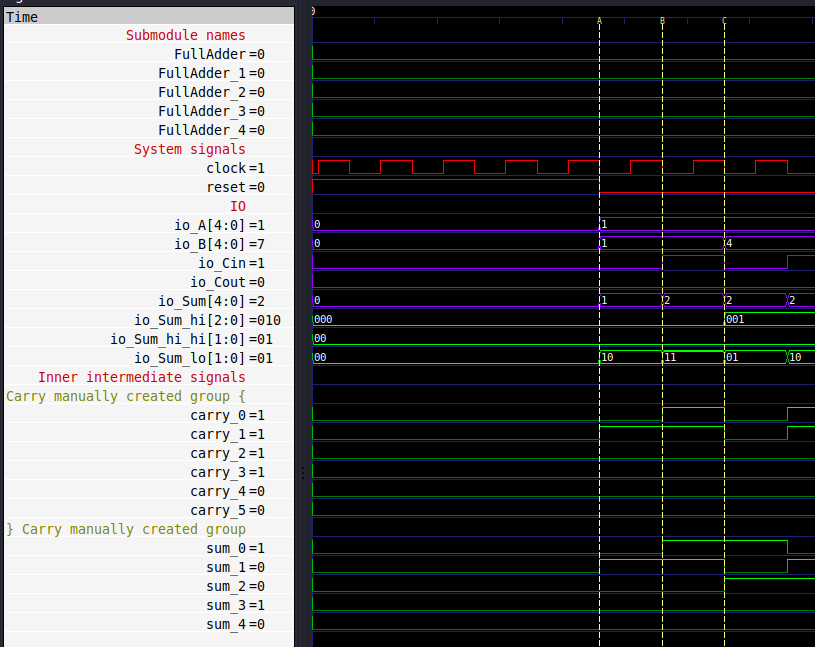 Time 0
A B C
Submodule names
FullAdder=0
FullAdder_1=0
FullAdder_2=0
FullAdder_3=0
FullAdder_4=0
System signals
clock=1
reset=0
IO
io_A[4:0]=1 0 1
io_B[4:0]=7 0 1 4
io_Cin=1
io_Cout=0
io_Sum[4:0]=2 0 1 2 2 2
io_Sum_hi[2:0]=010 000 001
io_Sum_hi_hi[1:0]=01 00
io_Sum_lo[1:0]=01 00 10 11 01 10
Inner intermediate signals
Carry manually created group {
carry_0=1
carry_1=1
carry_2=1
carry_3=1
carry_4=0
carry_5=0
} Carry manually created group
sum_0=1
sum_1=0
sum_2=0
sum_3=1
sum_4=0